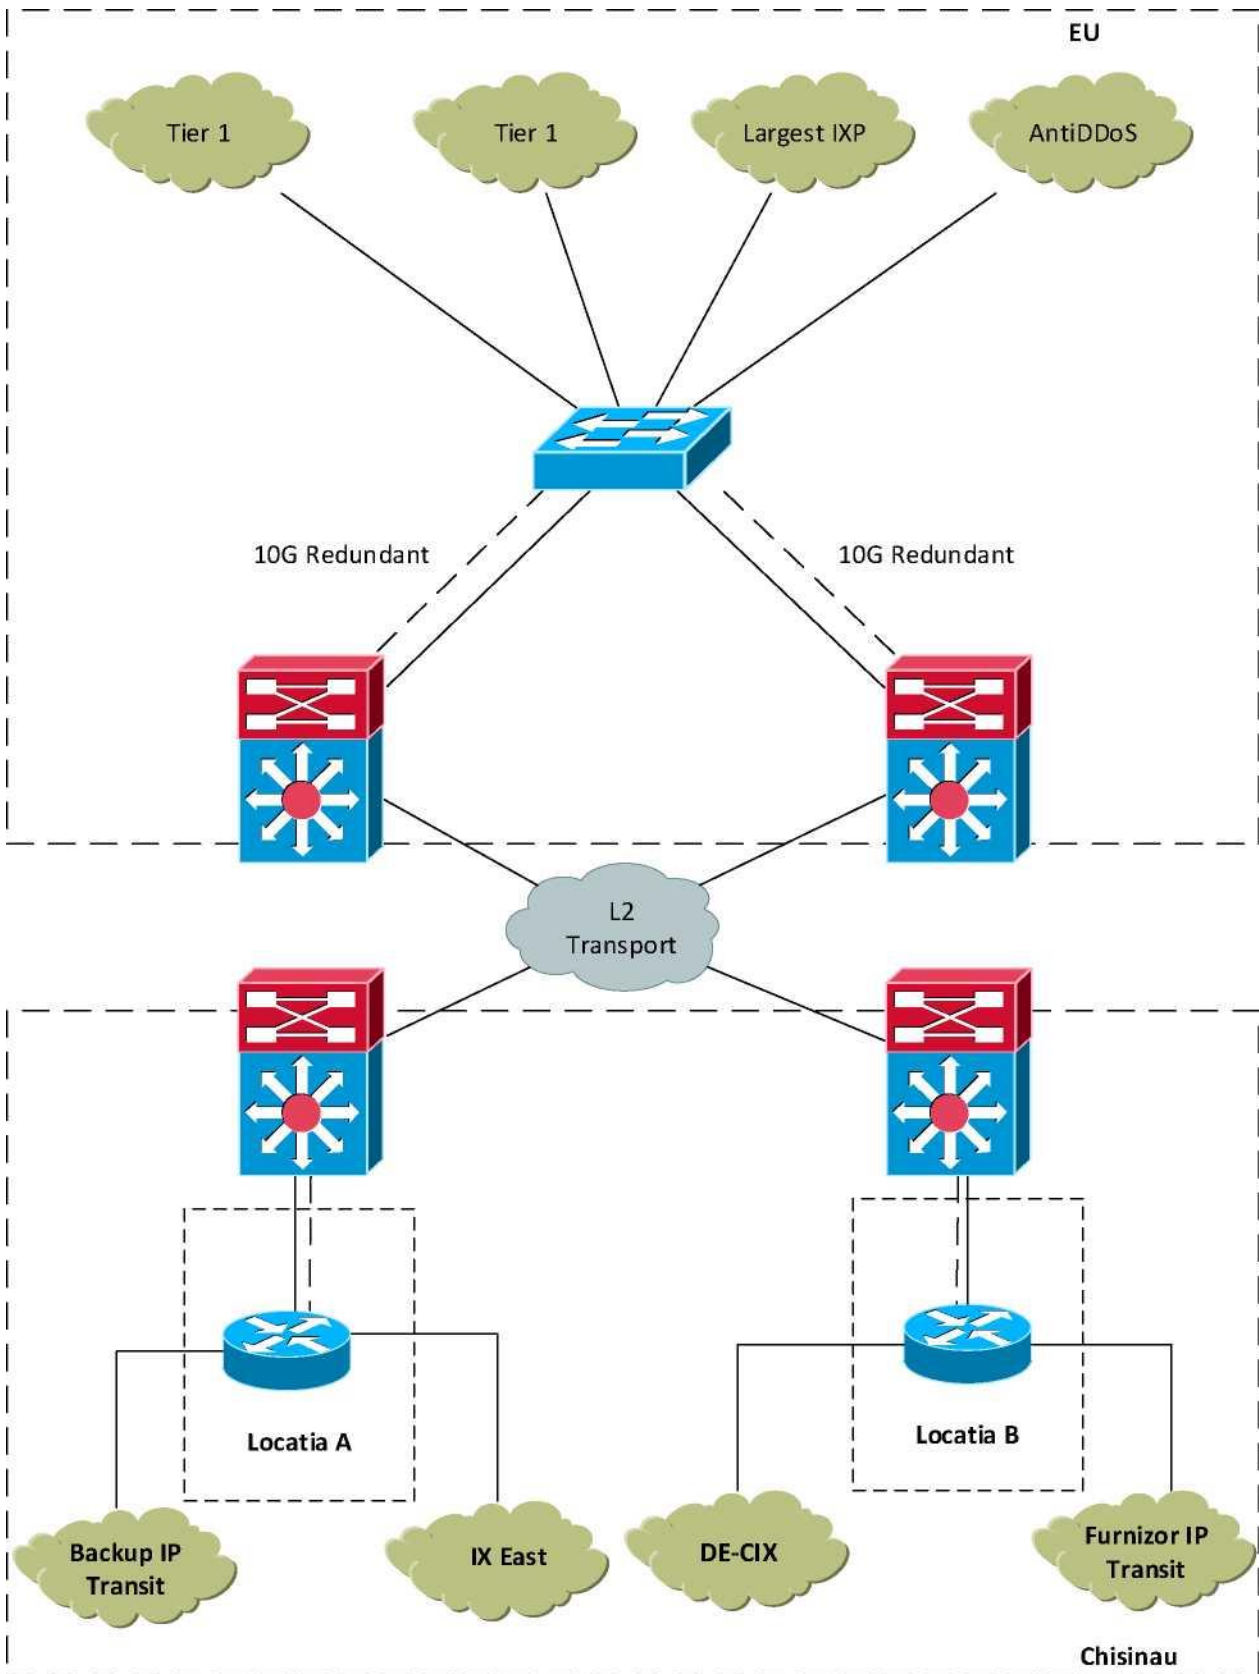 EU
Tier 1
Tier 1
Largest IXP
AntiDDoS
10G Redundant
10G Redundant
L2
Transport
Locatia A
Locatia B
Backup IP
Transit
IX East
DE-CIX
Furnizor IP
Transit
Chisinau